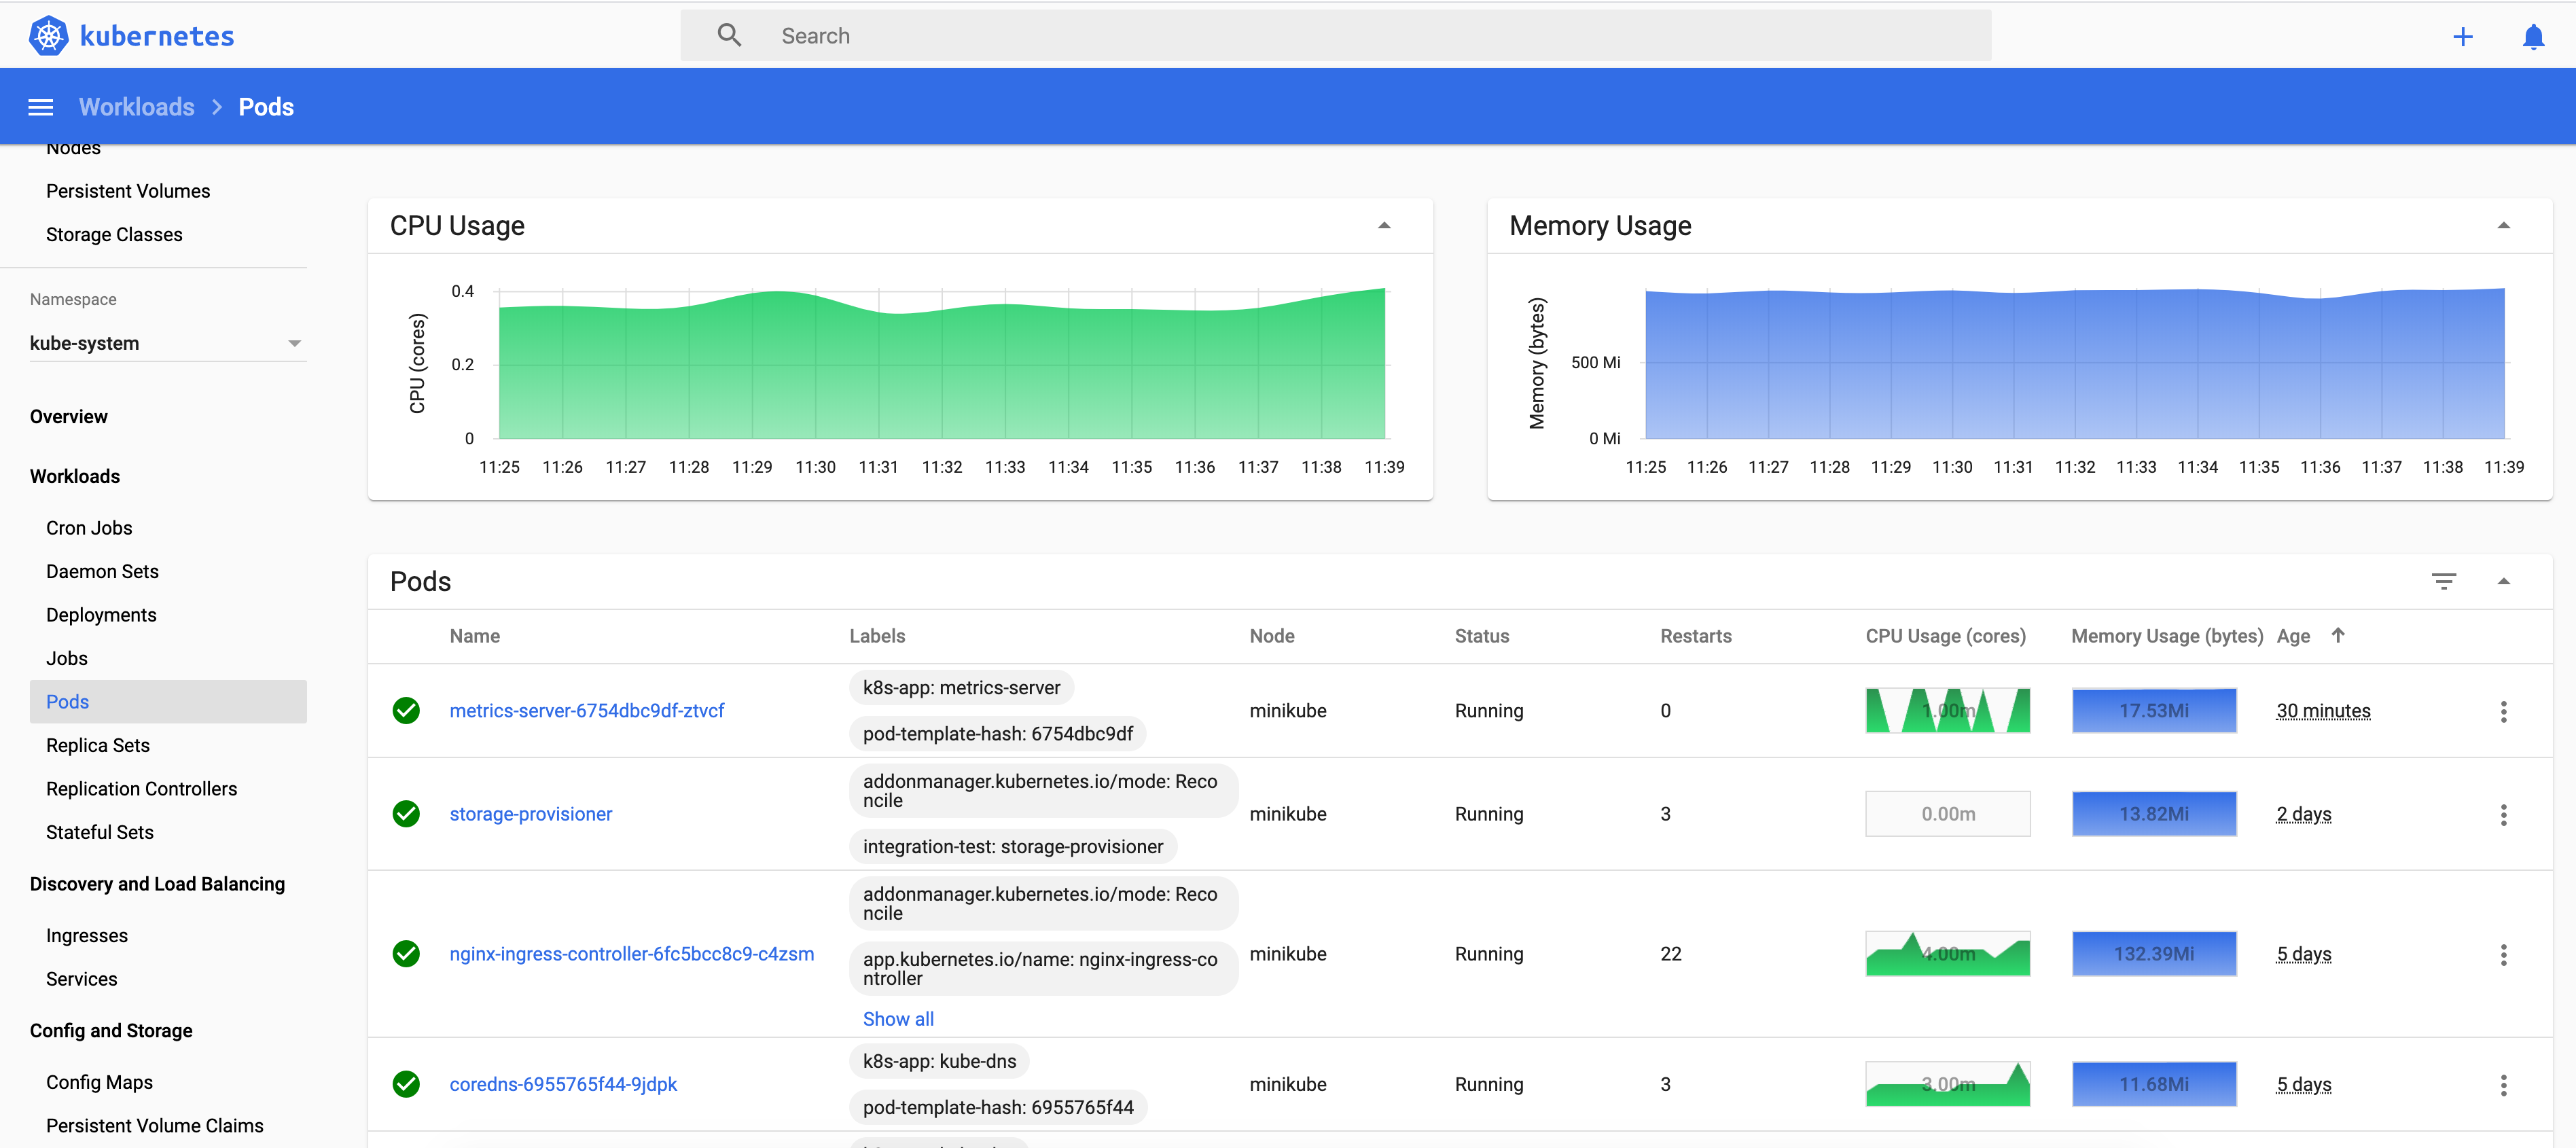 kubernetes
Search
Workloads > Pods
Nodes
Persistent Volumes
Storage Classes
Namespace
kube-system
Overview
Workloads
Cron Jobs
Daemon Sets
Deployments
Jobs
Pods
Replica Sets
Replication Controllers
Stateful Sets
Discovery and Load Balancing
Ingresses
Services
Config and Storage
Config Maps
Persistent Volume Claims
CPU Usage
CPU (cores)
0.4
0.2
0
11:25 11:26 11:27 11:28 11:29 11:30 11:31 11:32 11:33 11:34 11:35 11:36 11:37 11:38 11:39
Memory Usage
Memory (bytes)
500 Mi
0 Mi
11:25 11:26 11:27 11:28 11:29 11:30 11:31 11:32 11:33 11:34 11:35 11:36 11:37 11:38 11:39
Pods
Name Labels Node Status Restarts CPU Usage (cores) Memory Usage (bytes) Age
k8s-app: metrics-server
metrics-server-6754dbc9df-ztvcf minikube Running 0 1.00m 17.53Mi 30 minutes
pod-template-hash: 6754dbc9df
addonmanager.kubernetes.io/mode: Reco
ncile
storage-provisioner minikube Running 3 0.00m 13.82Mi 2 days
integration-test: storage-provisioner
addonmanager.kubernetes.io/mode: Reco
ncile
nginx-ingress-controller-6fc5bcc8c9-c4zsm minikube Running 22 4.00m 132.39Mi 5 days
app.kubernetes.io/name: nginx-ingress-co
ntroller
Show all
k8s-app: kube-dns
coredns-6955765f44-9jdpk minikube Running 3 3.00m 11.68Mi 5 days
pod-template-hash: 6955765f44